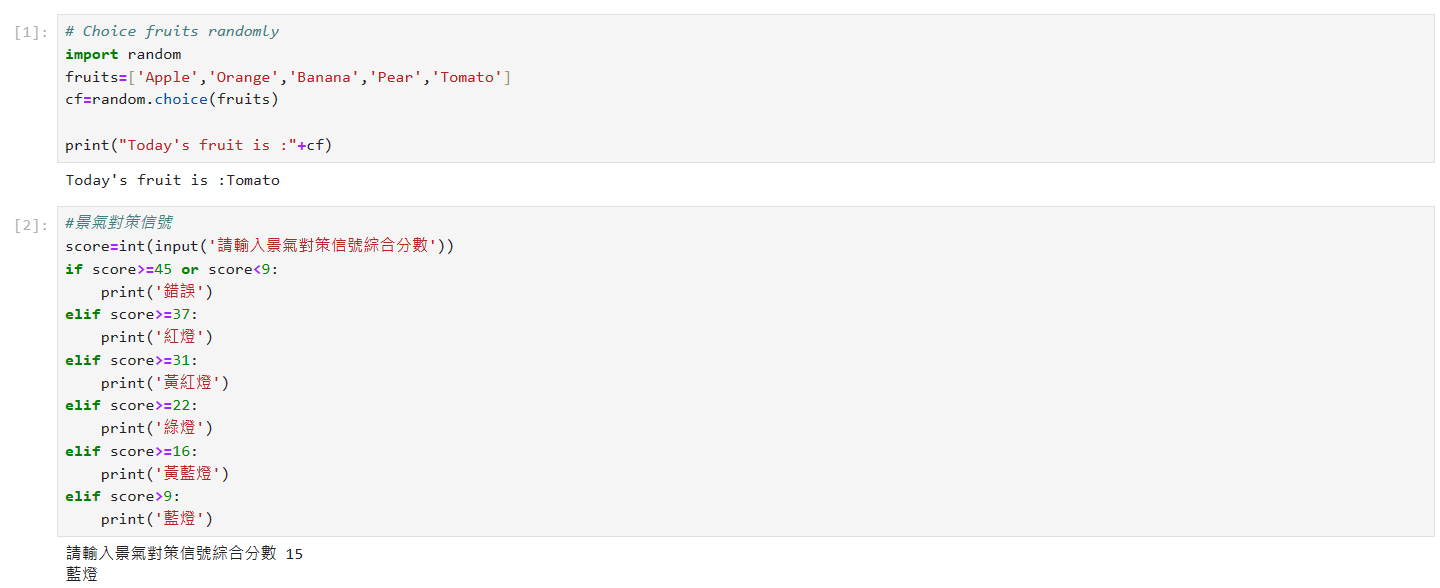 [1]: # Choice fruits randomly
import random
fruits=['Apple','Orange','Banana','Pear','Tomato']
cf=random.choice(fruits)
print("Today's fruit is :"+cf)
Today's fruit is :Tomato
[2]: #景氣對策信號
score=int(input('請輸入景氣對策信號綜合分數'))
if score>=45 or score<9:
    print('錯誤')
elif score>=37:
    print('紅燈')
elif score>=31:
    print('黃紅燈')
elif score>=22:
    print('綠燈')
elif score>=16:
    print('黃藍燈')
elif score>9:
    print('藍燈')
請輸入景氣對策信號綜合分數 15
藍燈